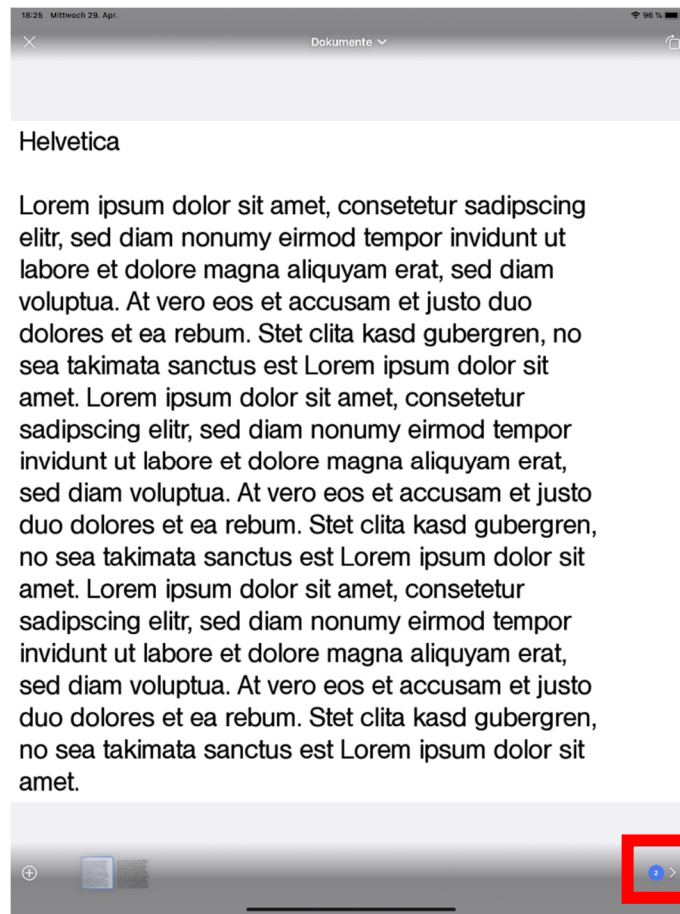 18:25 Mittwoch 29. Apr. 96 %
Dokumente
Helvetica
Lorem ipsum dolor sit amet, consetetur sadipscing
elitr, sed diam nonumy eirmod tempor invidunt ut
labore et dolore magna aliquyam erat, sed diam
voluptua. At vero eos et accusam et justo duo
dolores et ea rebum. Stet clita kasd gubergren, no
sea takimata sanctus est Lorem ipsum dolor sit
amet. Lorem ipsum dolor sit amet, consetetur
sadipscing elitr, sed diam nonumy eirmod tempor
invidunt ut labore et dolore magna aliquyam erat,
sed diam voluptua. At vero eos et accusam et justo
duo dolores et ea rebum. Stet clita kasd gubergren,
no sea takimata sanctus est Lorem ipsum dolor sit
amet. Lorem ipsum dolor sit amet, consetetur
sadipscing elitr, sed diam nonumy eirmod tempor
invidunt ut labore et dolore magna aliquyam erat,
sed diam voluptua. At vero eos et accusam et justo
duo dolores et ea rebum. Stet clita kasd gubergren,
no sea takimata sanctus est Lorem ipsum dolor sit
amet.
2